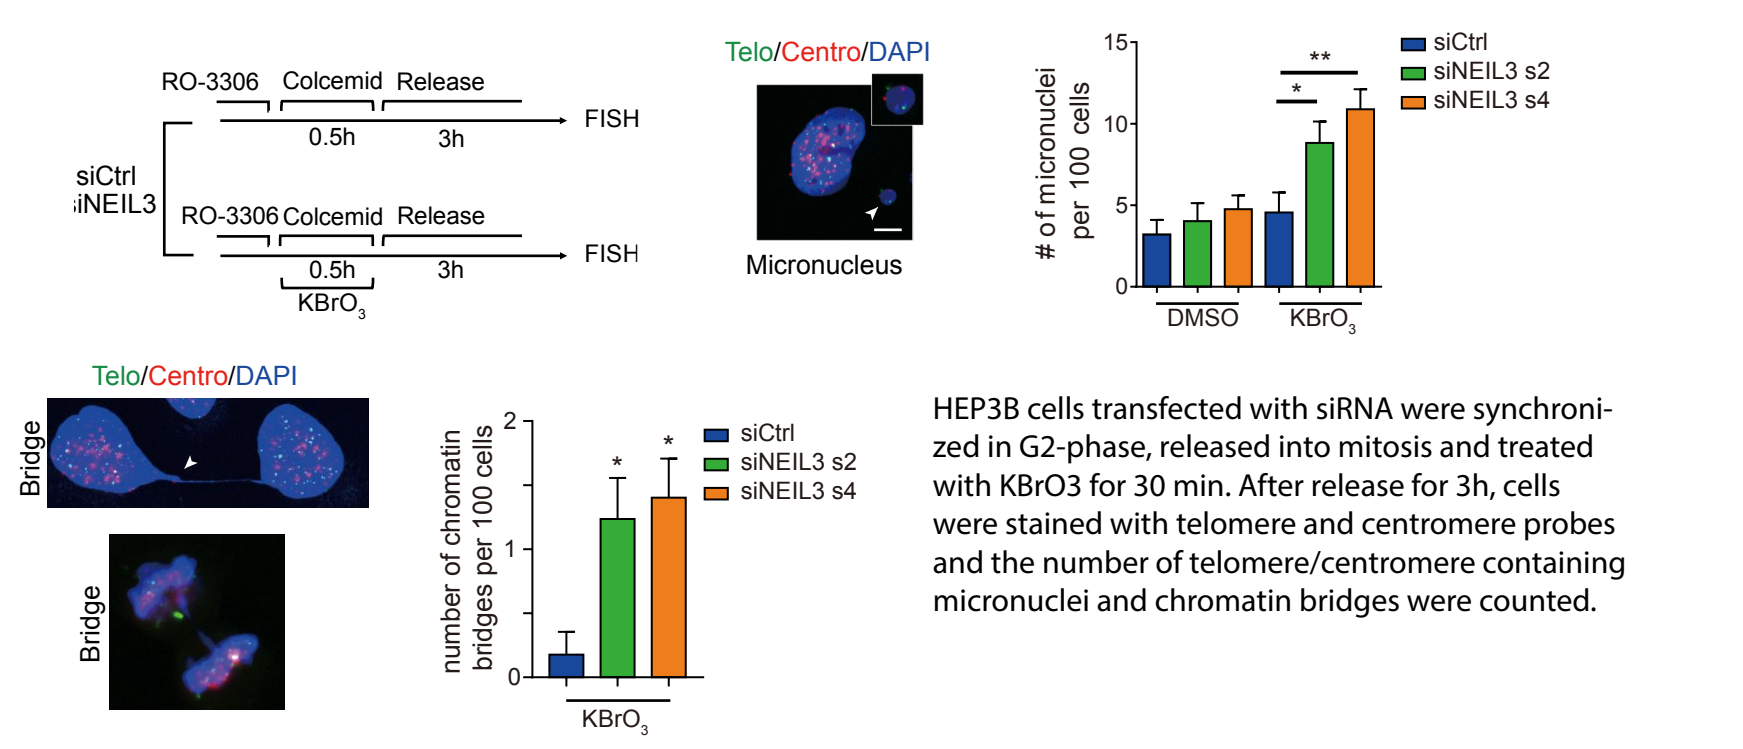 RO-3306 Colcemid Release
0.5h 3h FISH
siCtrl
siNEIL3
RO-3306 Colcemid Release
0.5h 3h FISH
KBrO3
Telo/Centro/DAPI
Micronucleus
# of micronuclei
per 100 cells
15
10
5
0
DMSO KBrO3
*
**
siCtrl
siNEIL3 s2
siNEIL3 s4
Telo/Centro/DAPI
Bridge
Bridge
number of chromatin
bridges per 100 cells
2
1
0
*
*
KBrO3
siCtrl
siNEIL3 s2
siNEIL3 s4
HEP3B cells transfected with siRNA were synchroni-
zed in G2-phase, released into mitosis and treated
with KBrO3 for 30 min. After release for 3h, cells
were stained with telomere and centromere probes
and the number of telomere/centromere containing
micronuclei and chromatin bridges were counted.